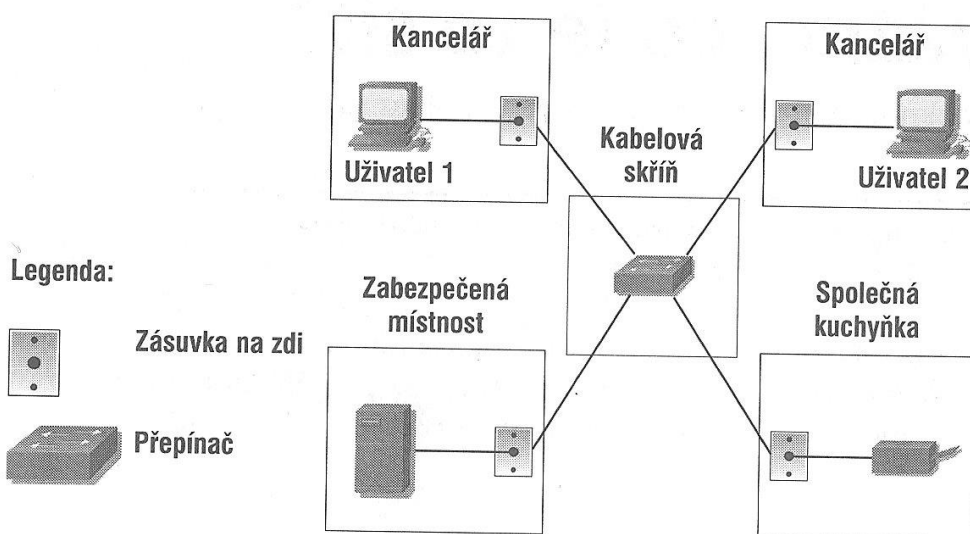 Kancelář
Uživatel 1
Kabelová
skříň
Kancelář
Uživatel 2
Legenda:
Zásuvka na zdi
Přepínač
Zabezpečená
místnost
Společná
kuchyňka